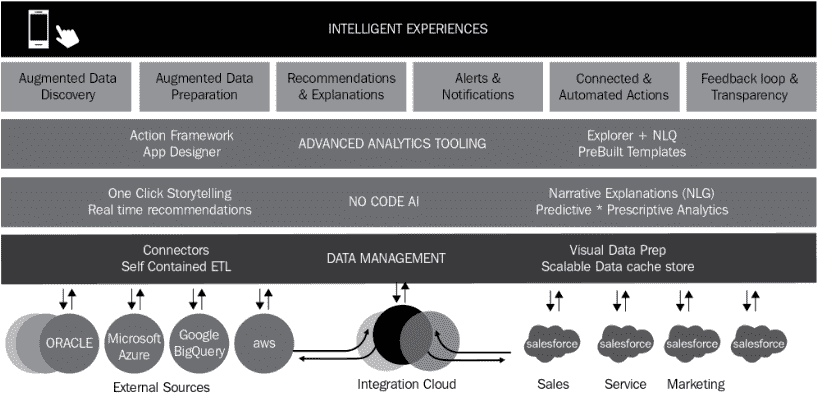 INTELLIGENT EXPERIENCES
Augmented Data
Discovery
Augmented Data
Preparation
Recommendations
& Explanations
Alerts &
Notifications
Connected &
Automated Actions
Feedback loop &
Transparency
Action Framework
App Designer
ADVANCED ANALYTICS TOOLING
Explorer + NLQ
PreBuilt Templates
One Click Storytelling
Real time recommendations
NO CODE AI
Narrative Explanations (NLG)
Predictive * Prescriptive Analytics
Connectors
Self Contained ETL
DATA MANAGEMENT
Visual Data Prep
Scalable Data cache store
ORACLE
Microsoft
Azure
Google
BigQuery
aws
salesforce
salesforce
salesforce
salesforce
External Sources
Integration Cloud
Sales
Service
Marketing